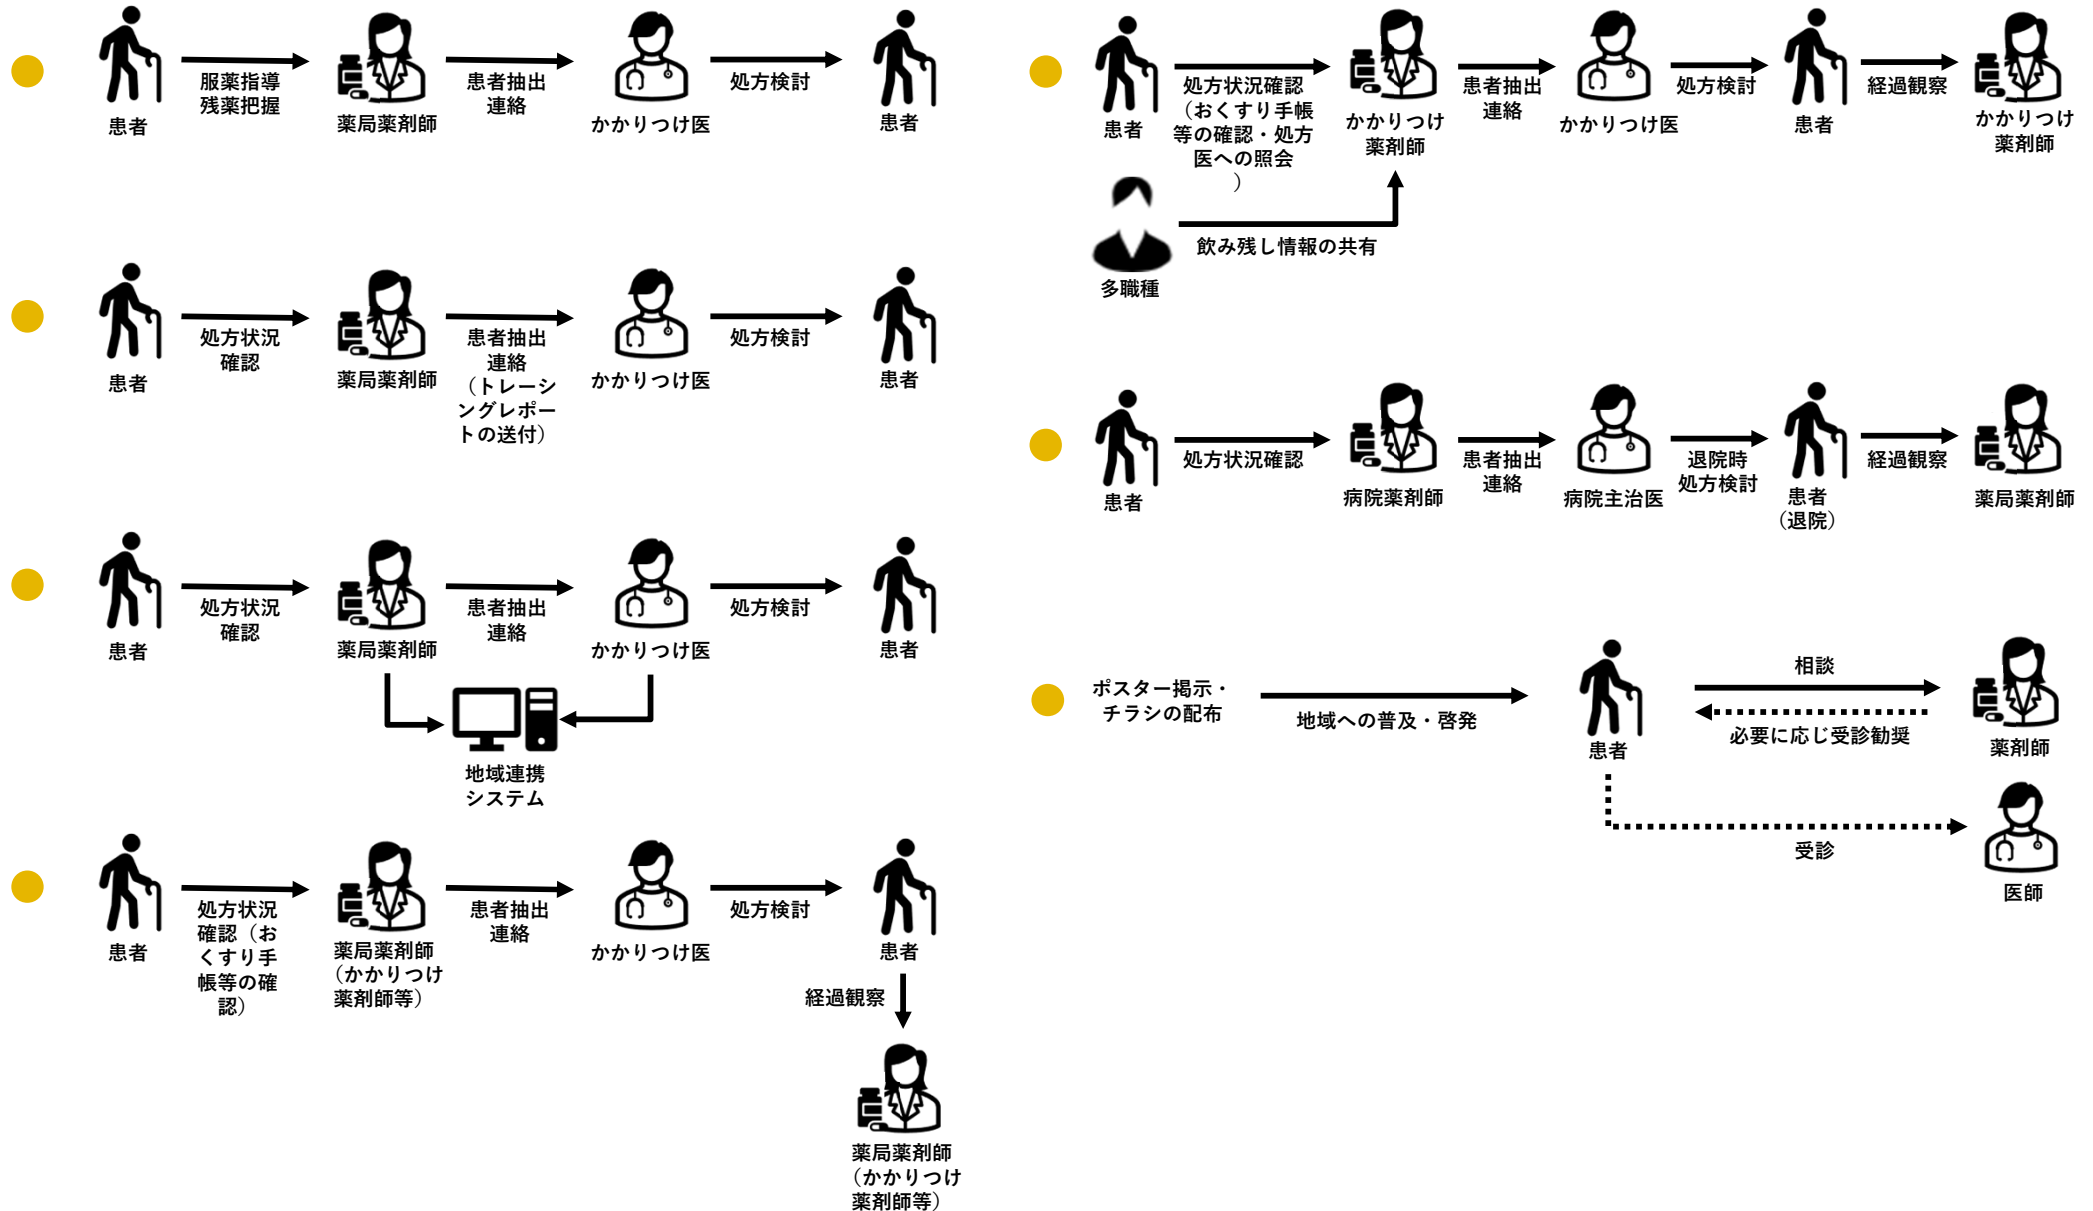 患者
服薬指導
残薬把握
薬局薬剤師
患者抽出
連絡
かかりつけ医
処方検討
患者
患者
処方状況
確認
薬局薬剤師
患者抽出
連絡
（トレーシ
ングレポー
トの送付）
かかりつけ医
処方検討
患者
患者
処方状況
確認
薬局薬剤師
患者抽出
連絡
かかりつけ医
処方検討
患者
地域連携
システム
患者
処方状況
確認（お
くすり手
帳等の確
認）
薬局薬剤師
（かかりつけ
薬剤師等）
患者抽出
連絡
かかりつけ医
処方検討
患者
経過観察
薬局薬剤師
（かかりつけ
薬剤師等）
患者
処方状況確認
（おくすり手帳
等の確認・処方
医への照会
）
かかりつけ
薬剤師
患者抽出
連絡
かかりつけ医
処方検討
患者
経過観察
かかりつけ
薬剤師
飲み残し情報の共有
多職種
患者
処方状況確認
病院薬剤師
患者抽出
連絡
病院主治医
退院時
処方検討
患者
（退院）
経過観察
薬局薬剤師
ポスター掲示・
チラシの配布
地域への普及・啓発
患者
相談
必要に応じ受診勧奨
薬剤師
受診
医師